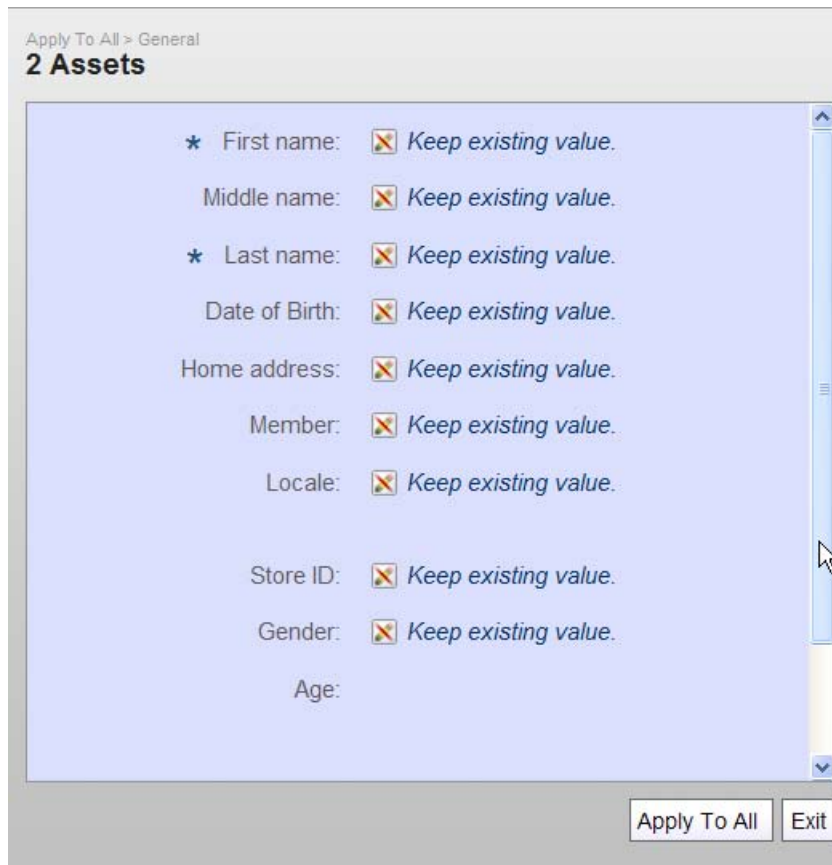 Apply To All > General
2 Assets
* First name: Keep existing value.
Middle name: Keep existing value.
* Last name: Keep existing value.
Date of Birth: Keep existing value.
Home address: Keep existing value.
Member: Keep existing value.
Locale: Keep existing value.
Store ID: Keep existing value.
Gender: Keep existing value.
Age:
Apply To All Exit